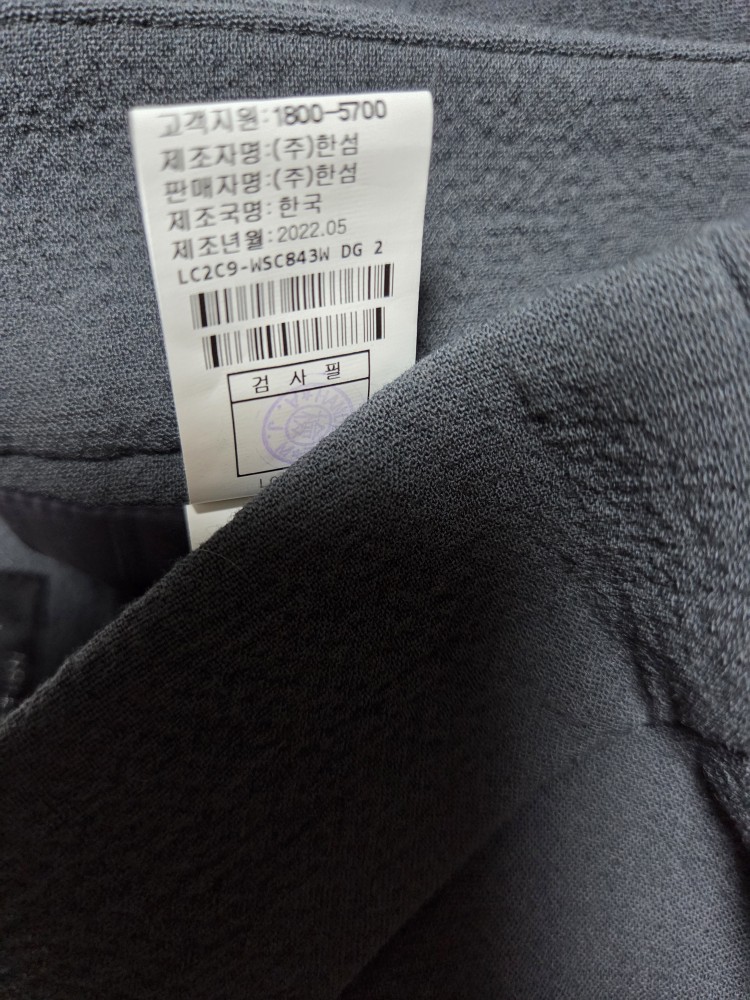 고객지원:1800-5700
제조자명:(주)한섬
판매자명:(주)한섬
제조국명:한국
제조년월:2022.05
LC2C9-WSC843W DG 2
검 사 필